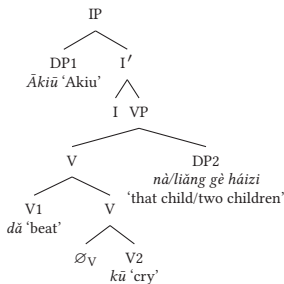 IP
DP1 I′
Ākiū ‘Akiu’
I VP
V DP2
nà/liǎng gè háizi
‘that child/two children’
V1 V
dǎ ‘beat’
∅V V2
kū ‘cry’